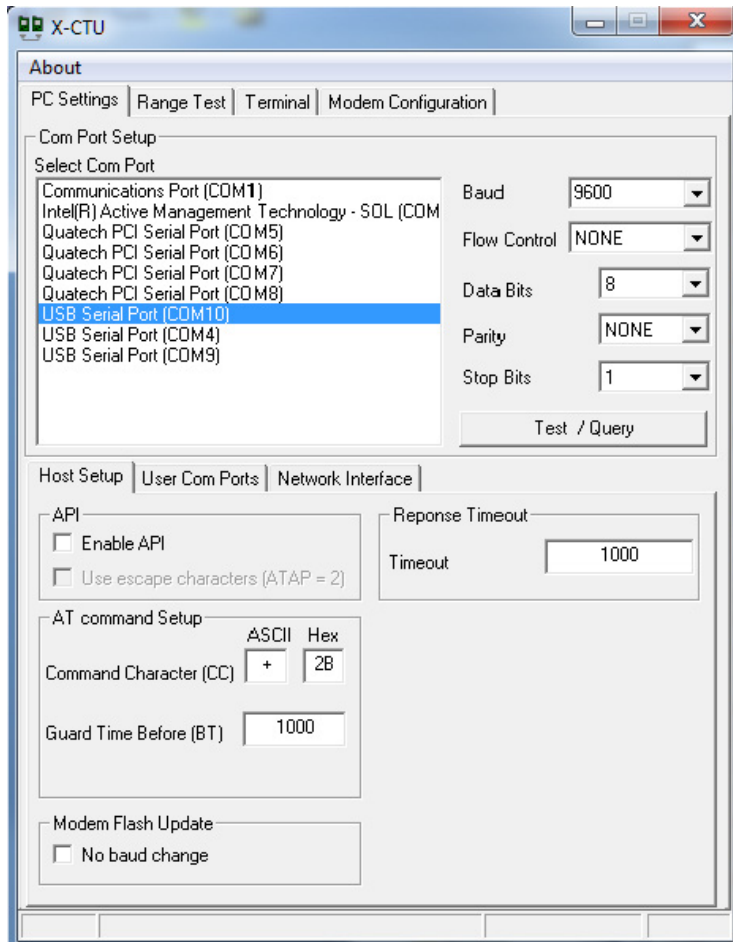 X-CTU
About
PC Settings Range Test Terminal Modem Configuration
Com Port Setup
Select Com Port
Communications Port (COM1)
Intel(R) Active Management Technology - SOL (COM
Quatech PCI Serial Port (COM5)
Quatech PCI Serial Port (COM6)
Quatech PCI Serial Port (COM7)
Quatech PCI Serial Port (COM8)
USB Serial Port (COM10)
USB Serial Port (COM4)
USB Serial Port (COM9)
Baud 9600
Flow Control NONE
Data Bits 8
Parity NONE
Stop Bits 1
Test / Query
Host Setup User Com Ports Network Interface
API
Enable API
Use escape characters (ATAP = 2)
Reponse Timeout
Timeout 1000
AT command Setup
ASCII Hex
Command Character (CC) + 2B
Guard Time Before (BT) 1000
Modem Flash Update
No baud change